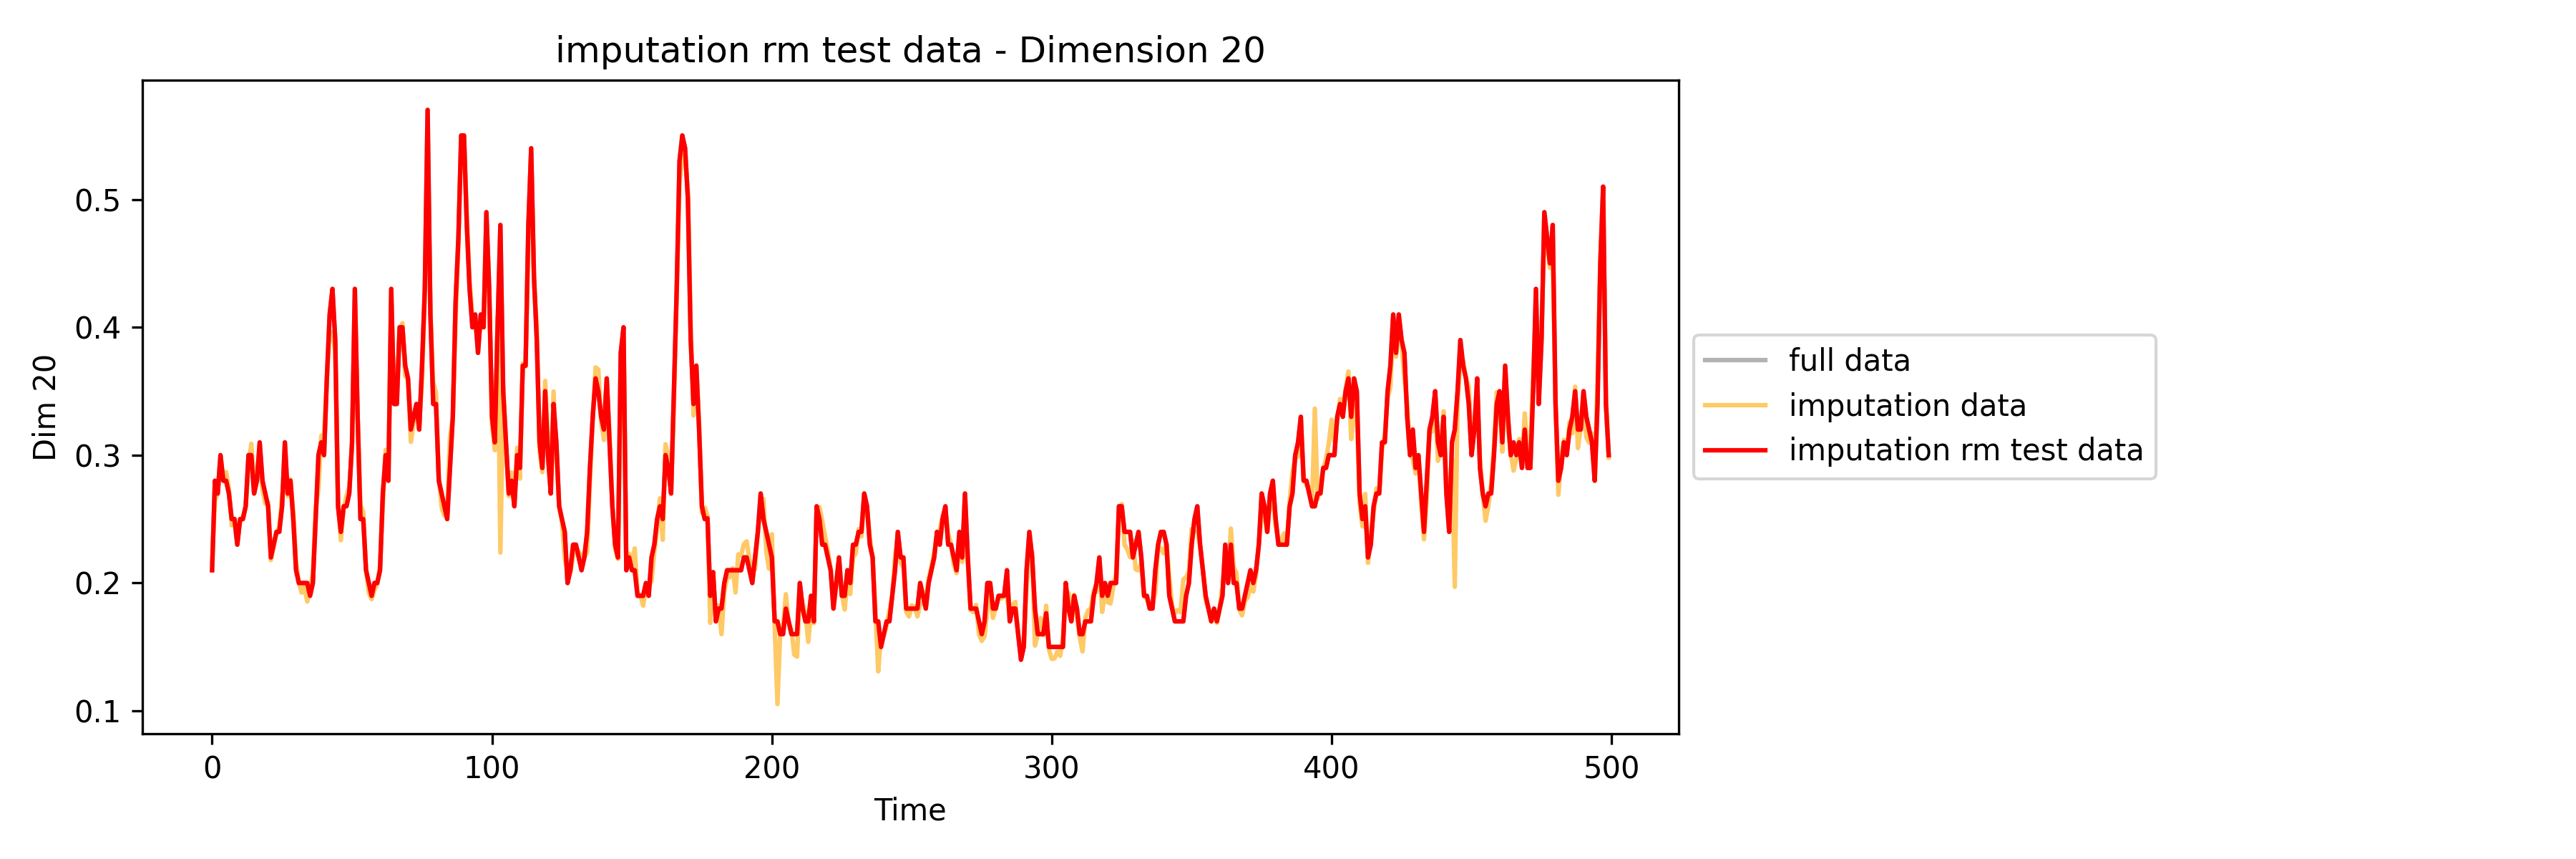 imputation rm test data - Dimension 20
Dim 20
0.5
0.4
0.3
0.2
0.1
0
100
200
300
400
500
Time
full data
imputation data
imputation rm test data